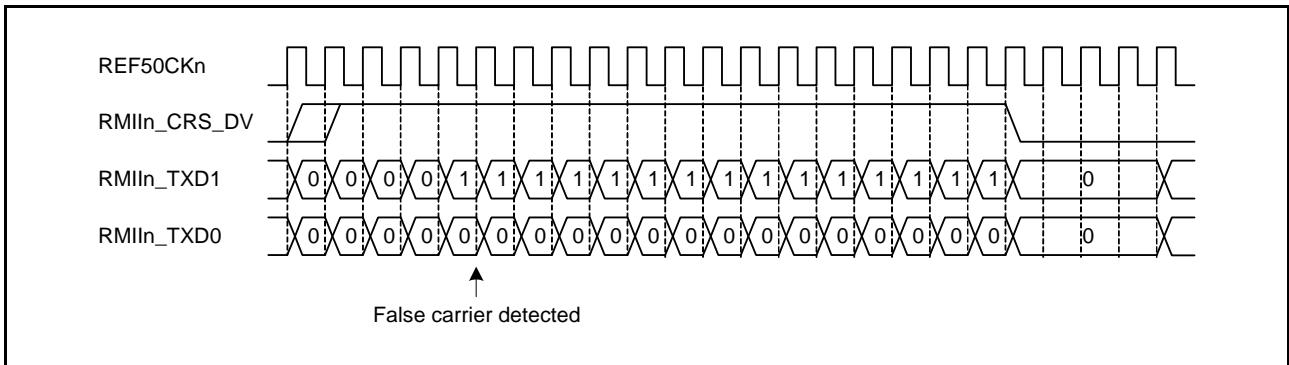 REF50CKn
RMIIn_CRS_DV
RMIIn_TXD1 0 0 0 0 1 1 1 1 1 1 1 1 1 1 1 1 1 1 1 0
RMIIn_TXD0 0 0 0 0 0 0 0 0 0 0 0 0 0 0 0 0 0 0 0 0
False carrier detected